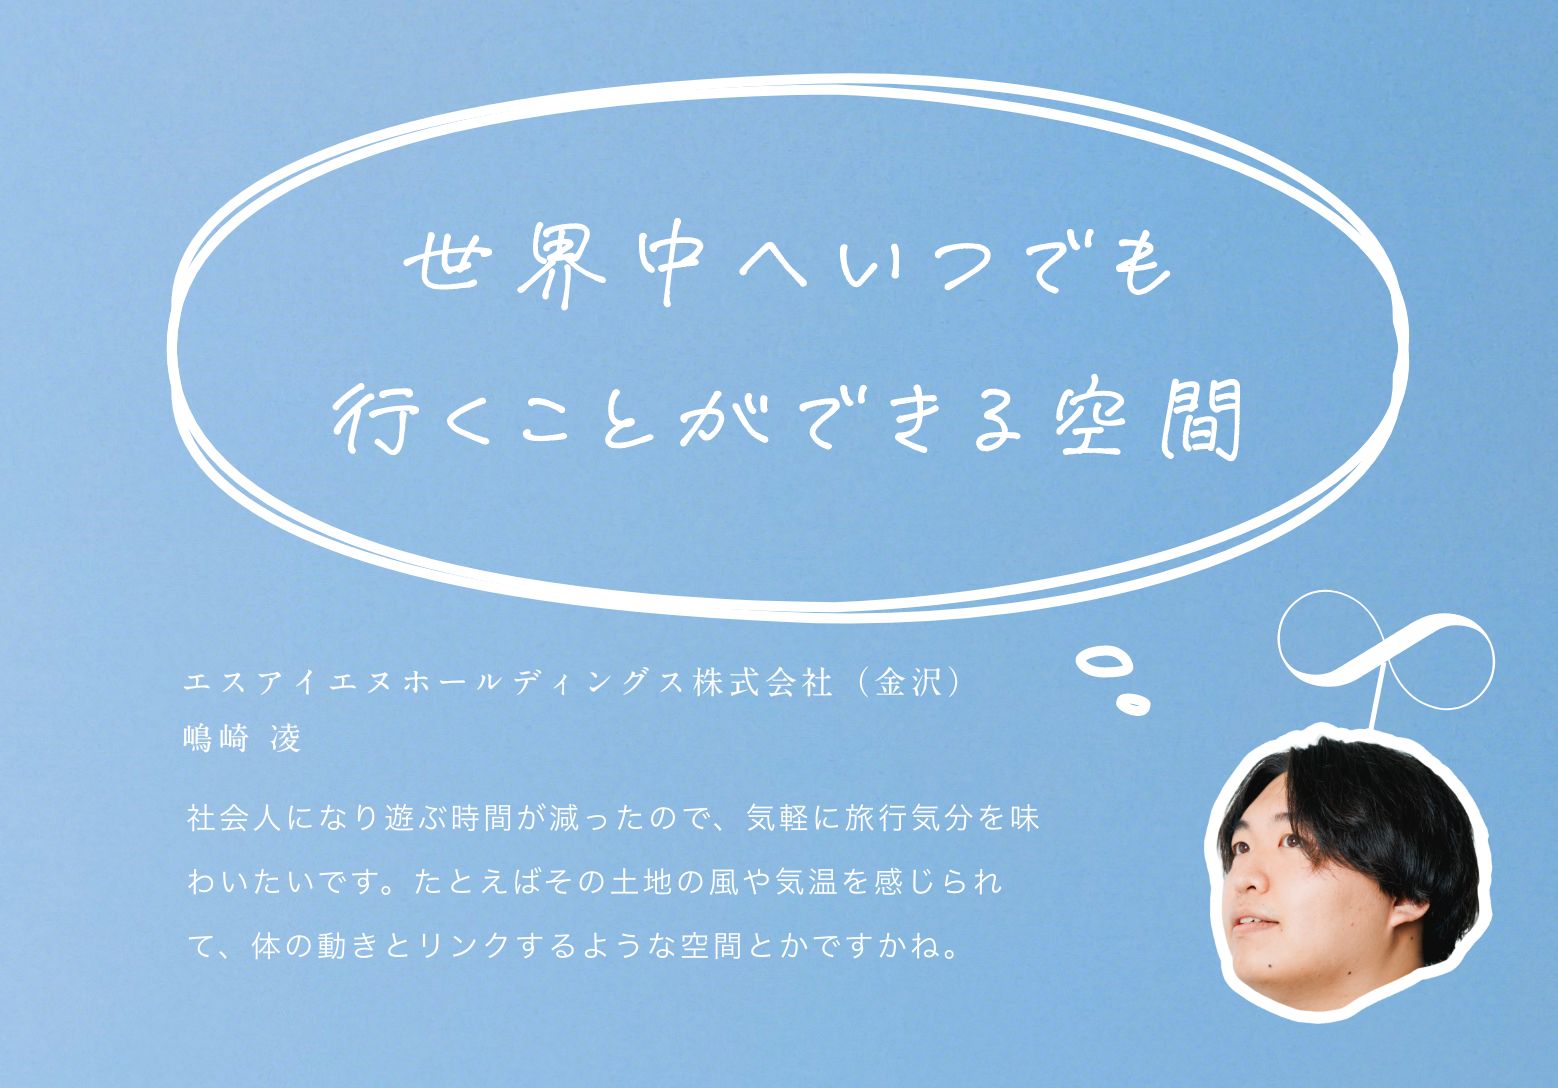 世界中へいつでも
行くことができる空間
エスアイエヌホールディングス株式会社（金沢）
嶋崎 凌
社会人になり遊ぶ時間が減ったので、気軽に旅行気分を味
わいたいです。たとえばその土地の風や気温を感じられ
て、体の動きとリンクするような空間とかですかね。